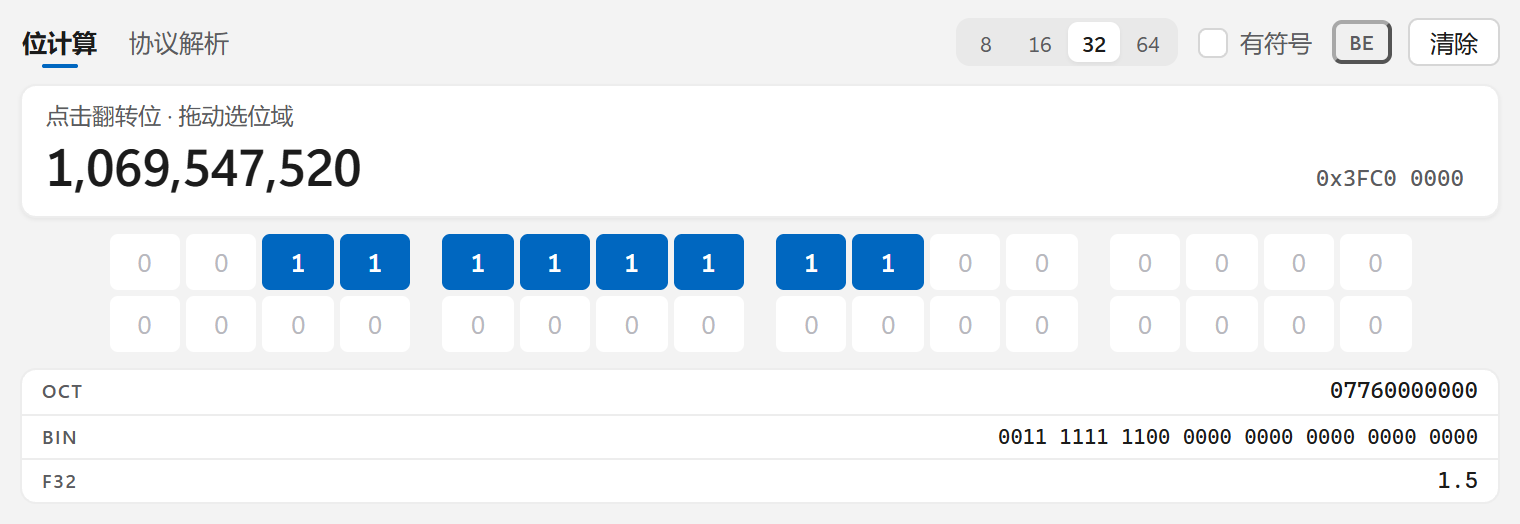 位计算 协议解析 8 16 32 64 有符号 BE 清除
点击翻转位 · 拖动选位域
1,069,547,520
0x3FC0 0000
0 0 1 1 1 1 1 1 1 1 0 0 0 0 0 0
0 0 0 0 0 0 0 0 0 0 0 0 0 0 0 0
OCT 07760000000
BIN 0011 1111 1100 0000 0000 0000 0000 0000
F32 1.5